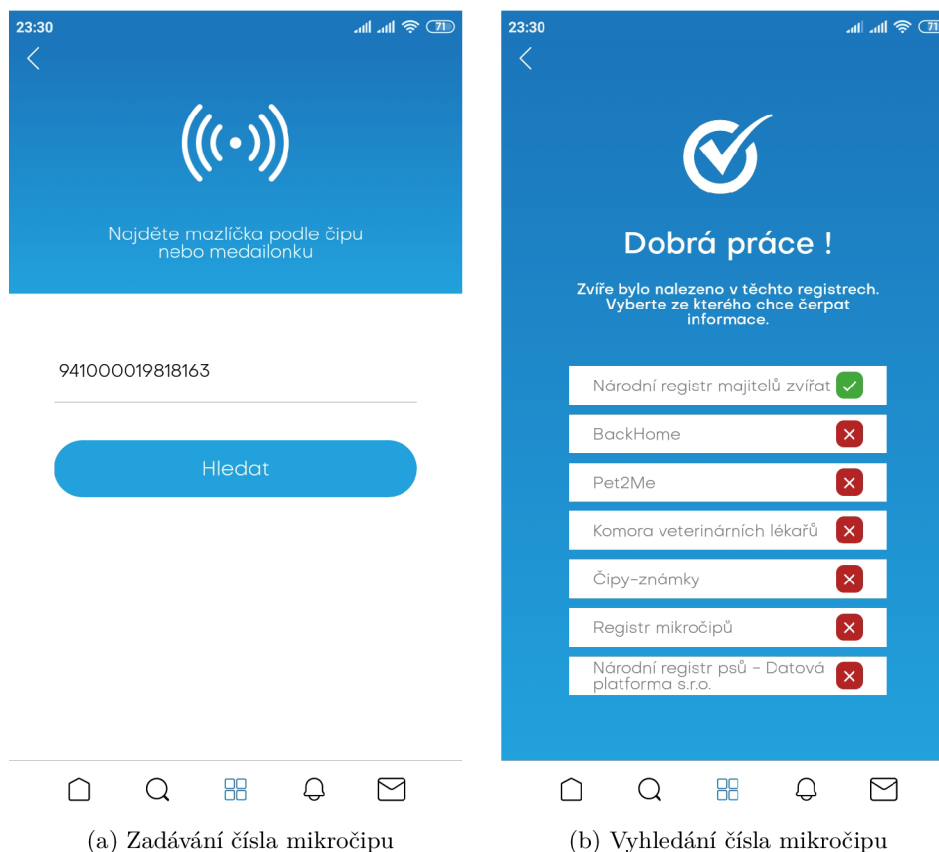 23:30
71
Najděte mazlíčka podle čipu
nebo medailonku
941000019818163
Hledat
(a) Zadávání čísla mikročipu
23:30
71
Dobrá práce !
Zvíře bylo nalezeno v těchto registrech.
Vyberte ze kterého chce čerpat
informace.
Národní registr majitelů zvířat
BackHome
Pet2Me
Komora veterinárních lékařů
Čipy-známky
Registr mikročipů
Národní registr psů - Datová
platforma s.r.o.
(b) Vyhledání čísla mikročipu